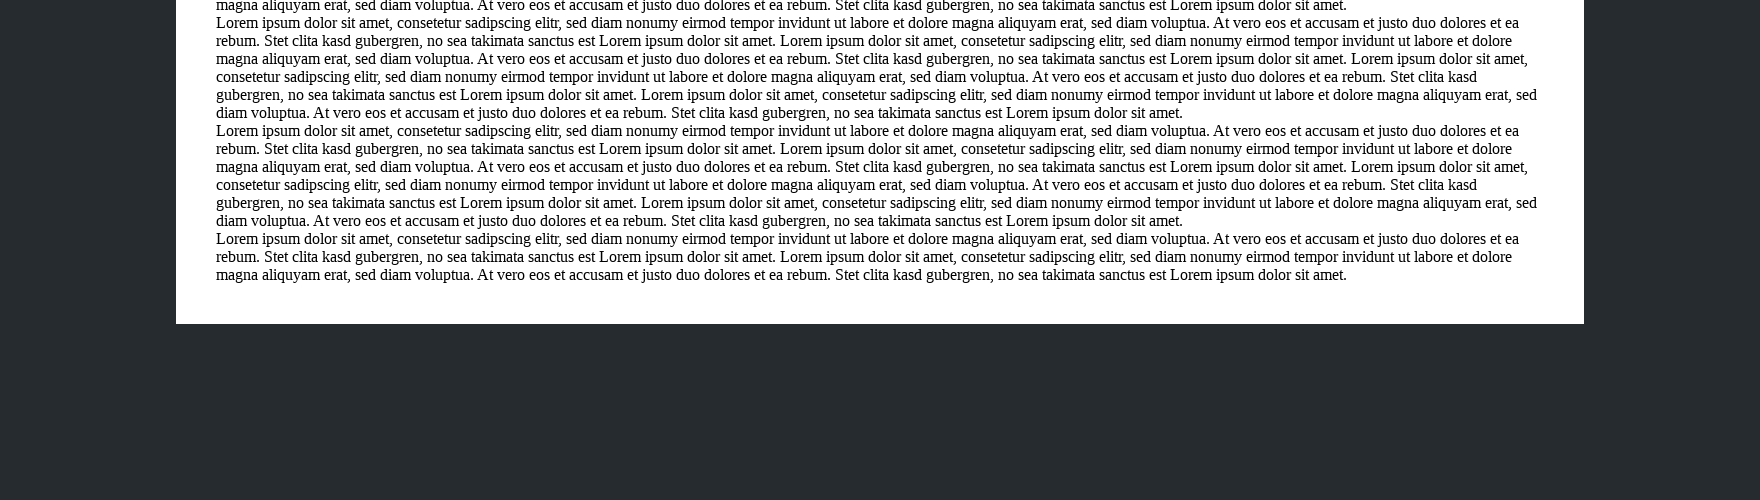 magna aliquyam erat, sed diam voluptua. At vero eos et accusam et justo duo dolores et ea rebum. Stet clita kasd gubergren, no sea takimata sanctus est Lorem ipsum dolor sit amet.
Lorem ipsum dolor sit amet, consetetur sadipscing elitr, sed diam nonumy eirmod tempor invidunt ut labore et dolore magna aliquyam erat, sed diam voluptua. At vero eos et accusam et justo duo dolores et ea
rebum. Stet clita kasd gubergren, no sea takimata sanctus est Lorem ipsum dolor sit amet. Lorem ipsum dolor sit amet, consetetur sadipscing elitr, sed diam nonumy eirmod tempor invidunt ut labore et dolore
magna aliquyam erat, sed diam voluptua. At vero eos et accusam et justo duo dolores et ea rebum. Stet clita kasd gubergren, no sea takimata sanctus est Lorem ipsum dolor sit amet. Lorem ipsum dolor sit amet,
consetetur sadipscing elitr, sed diam nonumy eirmod tempor invidunt ut labore et dolore magna aliquyam erat, sed diam voluptua. At vero eos et accusam et justo duo dolores et ea rebum. Stet clita kasd
gubergren, no sea takimata sanctus est Lorem ipsum dolor sit amet. Lorem ipsum dolor sit amet, consetetur sadipscing elitr, sed diam nonumy eirmod tempor invidunt ut labore et dolore magna aliquyam erat, sed
diam voluptua. At vero eos et accusam et justo duo dolores et ea rebum. Stet clita kasd gubergren, no sea takimata sanctus est Lorem ipsum dolor sit amet.
Lorem ipsum dolor sit amet, consetetur sadipscing elitr, sed diam nonumy eirmod tempor invidunt ut labore et dolore magna aliquyam erat, sed diam voluptua. At vero eos et accusam et justo duo dolores et ea
rebum. Stet clita kasd gubergren, no sea takimata sanctus est Lorem ipsum dolor sit amet. Lorem ipsum dolor sit amet, consetetur sadipscing elitr, sed diam nonumy eirmod tempor invidunt ut labore et dolore
magna aliquyam erat, sed diam voluptua. At vero eos et accusam et justo duo dolores et ea rebum. Stet clita kasd gubergren, no sea takimata sanctus est Lorem ipsum dolor sit amet. Lorem ipsum dolor sit amet,
consetetur sadipscing elitr, sed diam nonumy eirmod tempor invidunt ut labore et dolore magna aliquyam erat, sed diam voluptua. At vero eos et accusam et justo duo dolores et ea rebum. Stet clita kasd
gubergren, no sea takimata sanctus est Lorem ipsum dolor sit amet. Lorem ipsum dolor sit amet, consetetur sadipscing elitr, sed diam nonumy eirmod tempor invidunt ut labore et dolore magna aliquyam erat, sed
diam voluptua. At vero eos et accusam et justo duo dolores et ea rebum. Stet clita kasd gubergren, no sea takimata sanctus est Lorem ipsum dolor sit amet.
Lorem ipsum dolor sit amet, consetetur sadipscing elitr, sed diam nonumy eirmod tempor invidunt ut labore et dolore magna aliquyam erat, sed diam voluptua. At vero eos et accusam et justo duo dolores et ea
rebum. Stet clita kasd gubergren, no sea takimata sanctus est Lorem ipsum dolor sit amet. Lorem ipsum dolor sit amet, consetetur sadipscing elitr, sed diam nonumy eirmod tempor invidunt ut labore et dolore
magna aliquyam erat, sed diam voluptua. At vero eos et accusam et justo duo dolores et ea rebum. Stet clita kasd gubergren, no sea takimata sanctus est Lorem ipsum dolor sit amet.